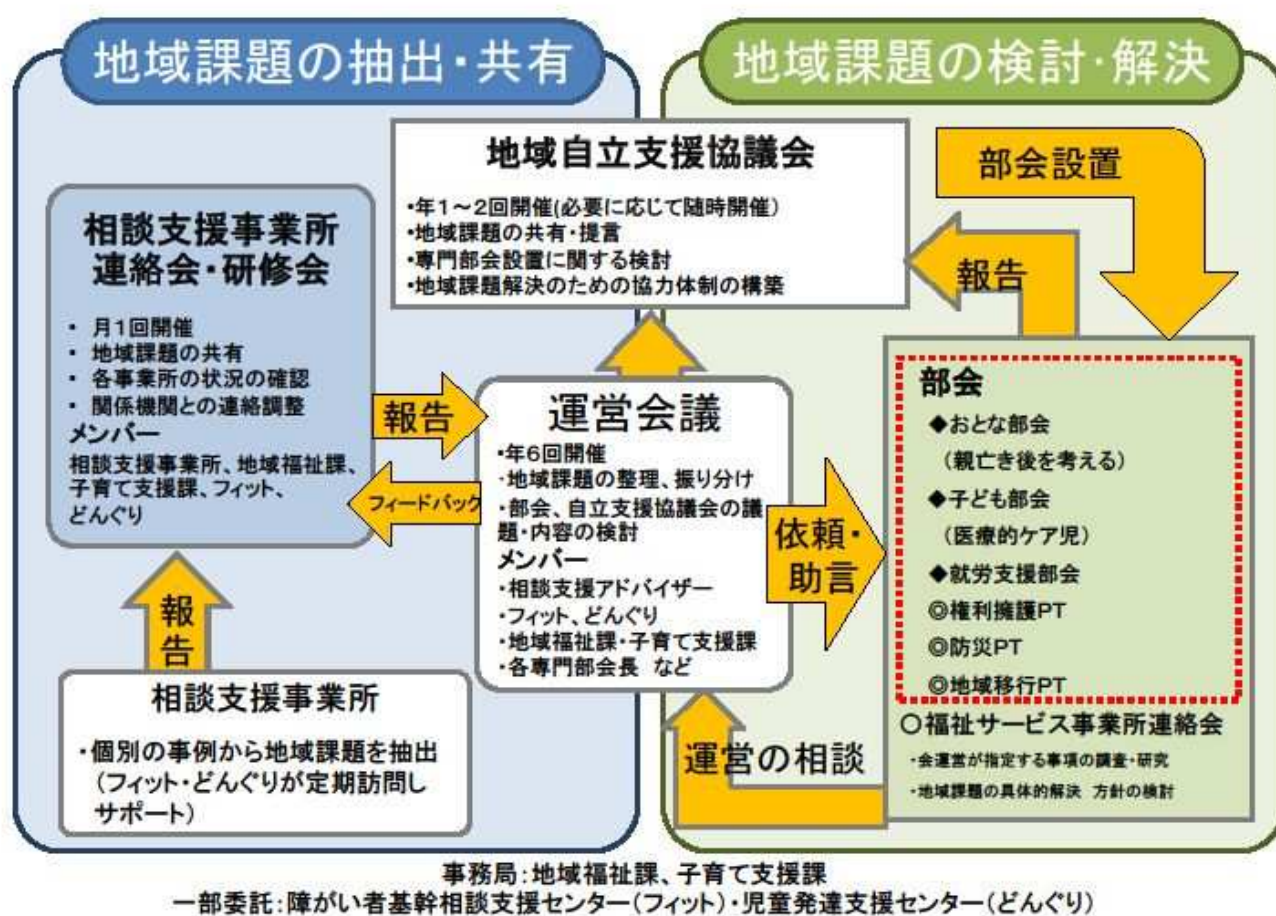 地域課題の抽出・共有
地域課題の検討・解決
地域自立支援協議会
・年1～2回開催(必要に応じて随時開催)
・地域課題の共有・提言
・専門部会設置に関する検討
・地域課題解決のための協力体制の構築
部会設置
報告
相談支援事業所
連絡会・研修会
・ 月1回開催
・ 地域課題の共有
・ 各事業所の状況の確認
・ 関係機関との連絡調整
メンバー
相談支援事業所、地域福祉課、
子育て支援課、フィット、
どんぐり
報告
フィードバック
運営会議
・年6回開催
・地域課題の整理、振り分け
・部会、自立支援協議会の議
題・内容の検討
メンバー
・相談支援アドバイザー
・フィット、どんぐり
・地域福祉課・子育て支援課
・各専門部会長 など
依頼・
助言
部会
◆おとな部会
(親亡き後を考える)
◆子ども部会
(医療的ケア児)
◆就労支援部会
◎権利擁護PT
◎防災PT
◎地域移行PT
〇福祉サービス事業所連絡会
・会運営が指定する事項の調査・研究
・地域課題の具体的解決 方針の検討
報告
相談支援事業所
・個別の事例から地域課題を抽出
(フィット・どんぐりが定期訪問し
サポート)
運営の相談
事務局:地域福祉課、子育て支援課
一部委託:障がい者基幹相談支援センター(フィット)・児童発達支援センター(どんぐり)